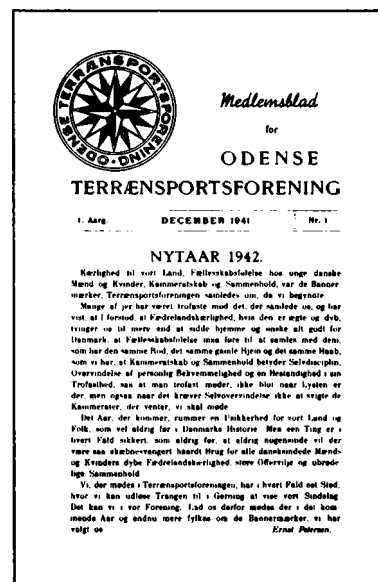 ODENSE TERRÆNSPORTSFORENING
Medlemsblad
for
ODENSE
TERRÆNSPORTSFORENING
1. Aarg. DECEMBER 1941 Nr. 1
NYTAAR 1942.
Kærlighed til vort Land, Fællesskabsfølelse hos unge danske
Mænd og Kvinder, Kammeratskab og Sammenhold, var de Banner-
mærker, Terrænsportsforeningen samledes om, da vi begyndte
Mange af jer har været trofaste mod det, der samlede os, og har
vist, at I forstod, at Fædrelandskærlighed, hvis den er ægte og dyb,
tvinger os til mere end at sidde hjemme og ønske alt godt for
Danmark, at Fællesskabsfølelse maa føre til at samles med dem,
som har den samme Rod, det samme gamle Hjem og det samme Haab,
som vi har, at Kammeratskab og Sammenhold betyder Selvdisciplin,
Overvindelse af personlig Bekvemmelighed og en Bestandighed i sin
Trofasthed, saa at man trofast møder, ikke blot naar Lysten er
der, men ogsaa naar det kræver Selvovervindelse ikke at svigte de
Kammerater, der venter, vi skal møde
Det Aar, der kommer, rummer en Usikkerhed for vort Land og
Folk, som vel aldrig før i Danmarks Historie Men een Ting er i
hvert Fald sikkert, som aldrig før, at aldrig nogensinde vil der
være saa skæbnesvangert haardt Brug for alle dansksindede Mænds
og Kvinders dybe Fædrelandskærlighed, store Offervilje og ubrøde-
lige Sammenhold
Vi, der mødes i Terrænsportsforeningen, har i hvert Fald eet Sted,
hvor vi kan udløse Trangen til i Gerning at vise vort Sindelag
Det kan vi i vor Forening. Lad os derfor mødes der i det kom-
mende Aar og endnu mere fylkes om de Bannermærker, vi har
valgt os Ernst Petersen.